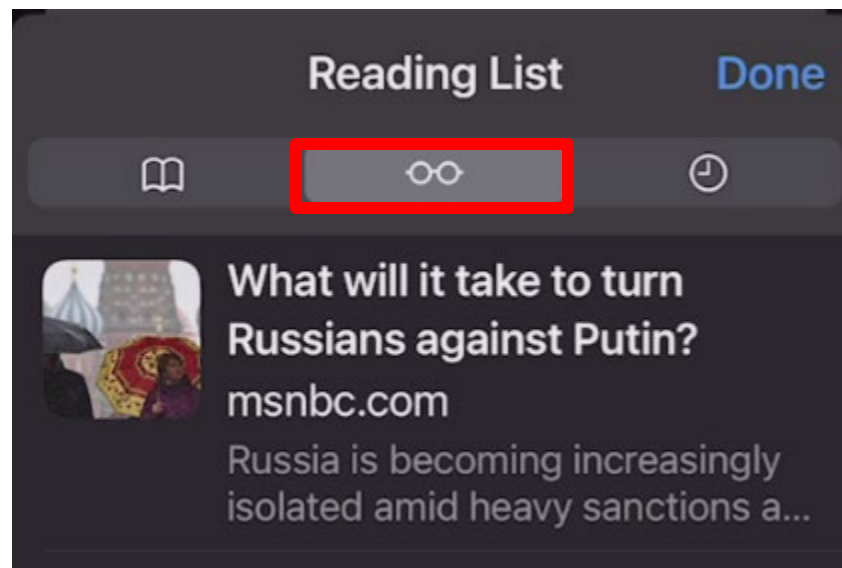 Reading List Done
What will it take to turn
Russians against Putin?
msnbc.com
Russia is becoming increasingly
isolated amid heavy sanctions a...